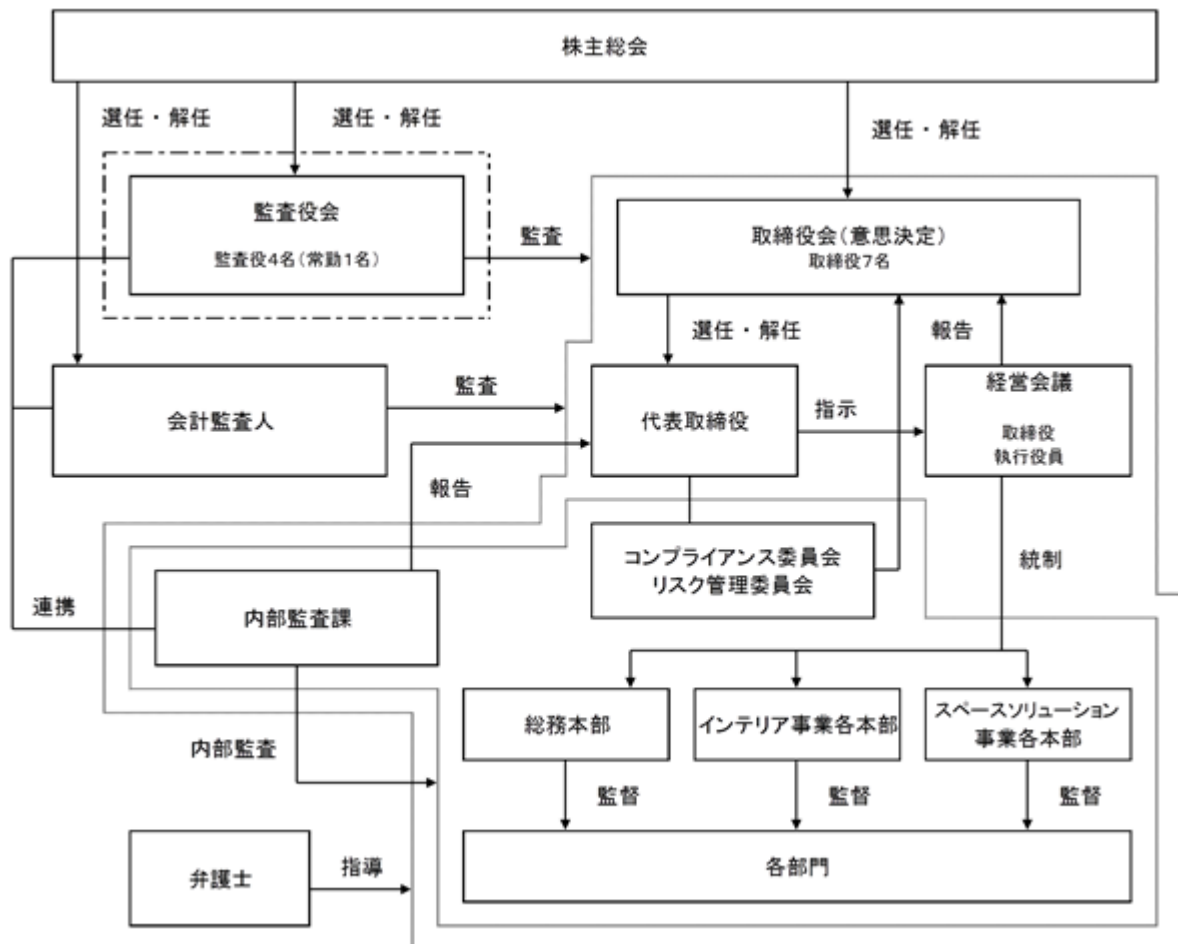 株主総会
選任・解任
選任・解任
選任・解任
監査役会
監査役4名(常勤1名)
監査
取締役会(意思決定)
取締役7名
選任・解任
報告
会計監査人
監査
代表取締役
指示
経営会議
取締役
執行役員
報告
コンプライアンス委員会
リスク管理委員会
統制
連携
内部監査課
総務本部
インテリア事業各本部
スペースソリューション
事業各本部
内部監査
監督
監督
監督
弁護士
指導
各部門